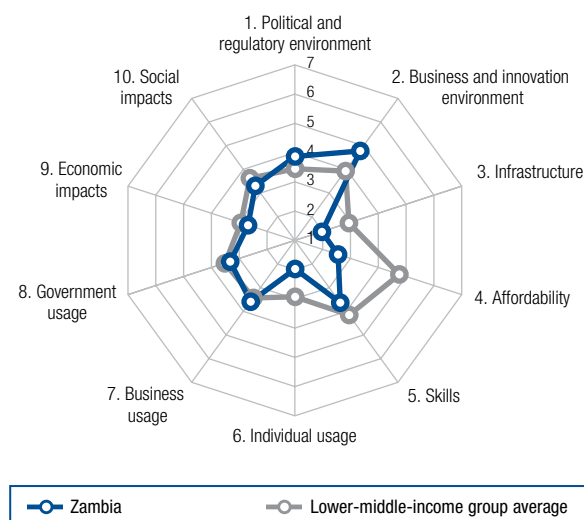 1. Political and
regulatory environment
10. Social
impacts
2. Business and innovation
environment
9. Economic
impacts
3. Infrastructure
8. Government
usage
4. Affordability
7. Business
usage
5. Skills
6. Individual usage
7
6
5
4
3
2
1
Zambia
Lower-middle-income group average